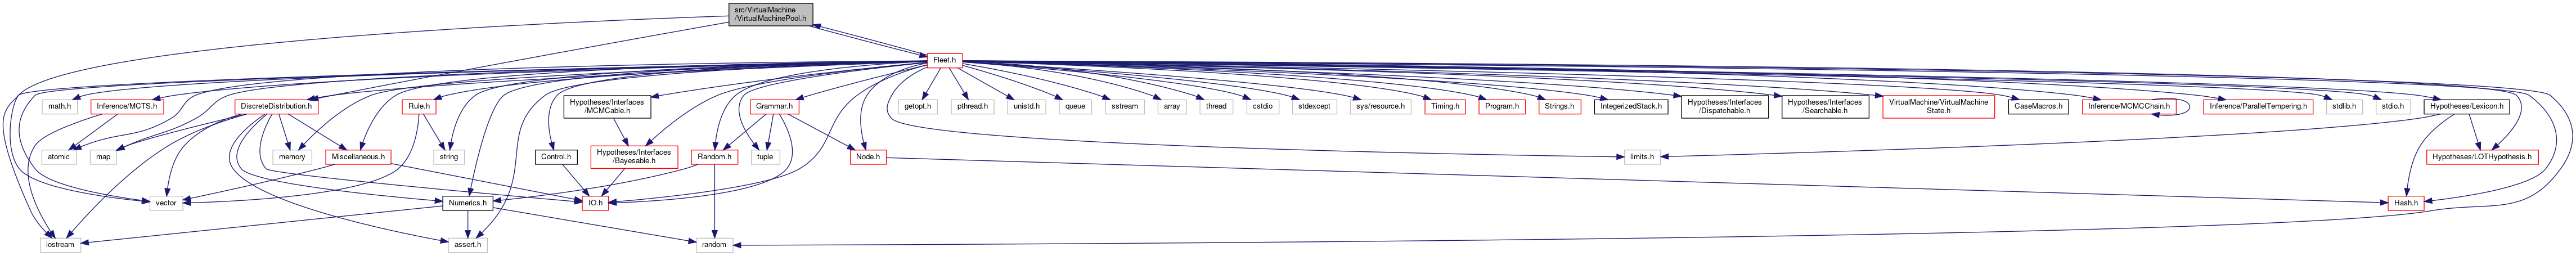 src/VirtualMachine
/VirtualMachinePool.h
Fleet.h
math.h
Inference/MCTS.h
DiscreteDistribution.h
Rule.h
Hypotheses/Interfaces
/MCMCable.h
Grammar.h
getopt.h
pthread.h
unistd.h
queue
sstream
array
thread
cstdio
stdexcept
sys/resource.h
Timing.h
Program.h
Strings.h
IntegerizedStack.h
Hypotheses/Interfaces
/Dispatchable.h
Hypotheses/Interfaces
/Searchable.h
VirtualMachine/VirtualMachine
State.h
CaseMacros.h
Inference/MCMCChain.h
Inference/ParallelTempering.h
stdlib.h
stdio.h
Hypotheses/Lexicon.h
atomic
map
memory
Miscellaneous.h
string
Control.h
Hypotheses/Interfaces
/Bayesable.h
Random.h
tuple
Node.h
limits.h
Hypotheses/LOTHypothesis.h
vector
Numerics.h
IO.h
Hash.h
iostream
assert.h
random